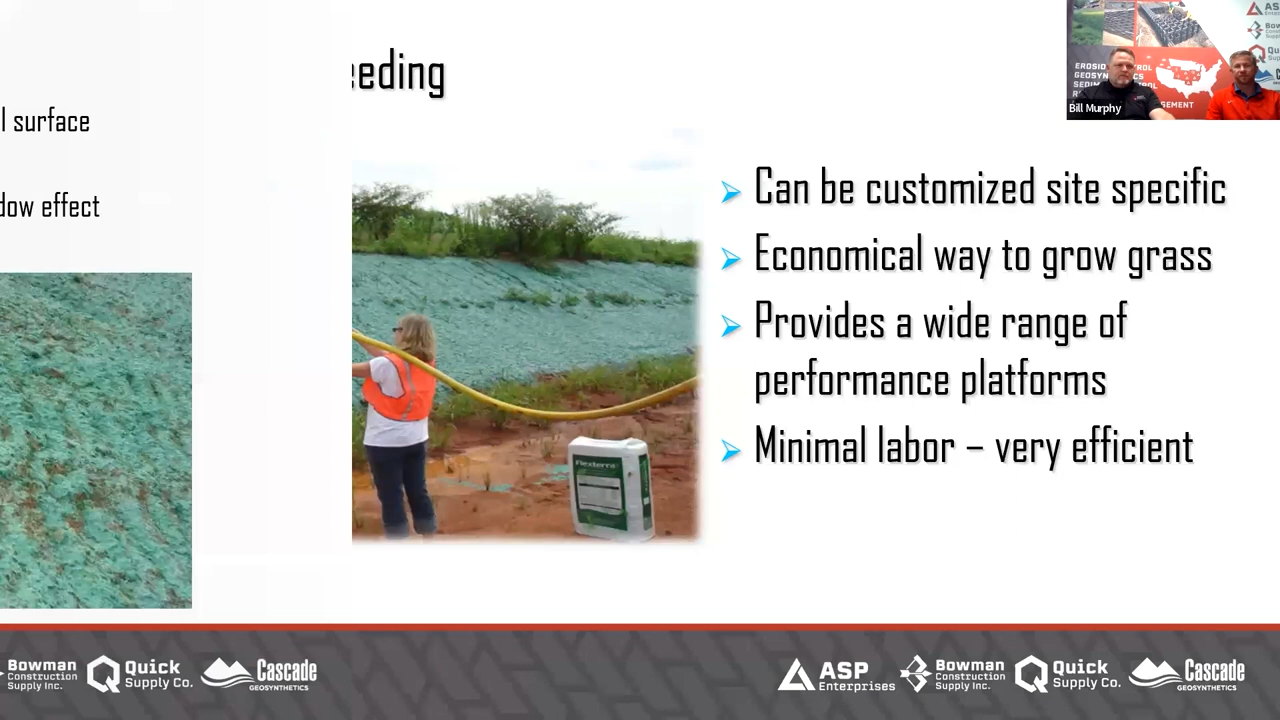 eeding
l surface
dow effect
Can be customized site specific
Economical way to grow grass
Provides a wide range of
performance platforms
Minimal labor – very efficient
Flexterra
Bill Murphy
EMENT
Bowman
Construction
Supply Inc.
Quick
Supply Co.
Cascade
GEOSYNTHETICS
ASP
Enterprises
Bowman
Construction
Supply Inc.
Quick
Supply Co.
Cascade
GEOSYNTHETICS